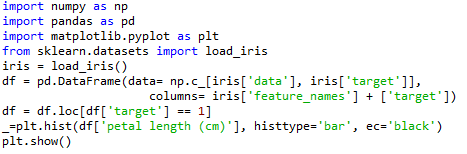 import numpy as np
import pandas as pd
import matplotlib.pyplot as plt
from sklearn.datasets import load_iris
iris = load_iris()
df = pd.DataFrame(data= np.c_[iris['data'], iris['target']],
                     columns= iris['feature_names'] + ['target'])
df = df.loc[df['target'] == 1]
_=plt.hist(df['petal length (cm)'], histtype='bar', ec='black')
plt.show()